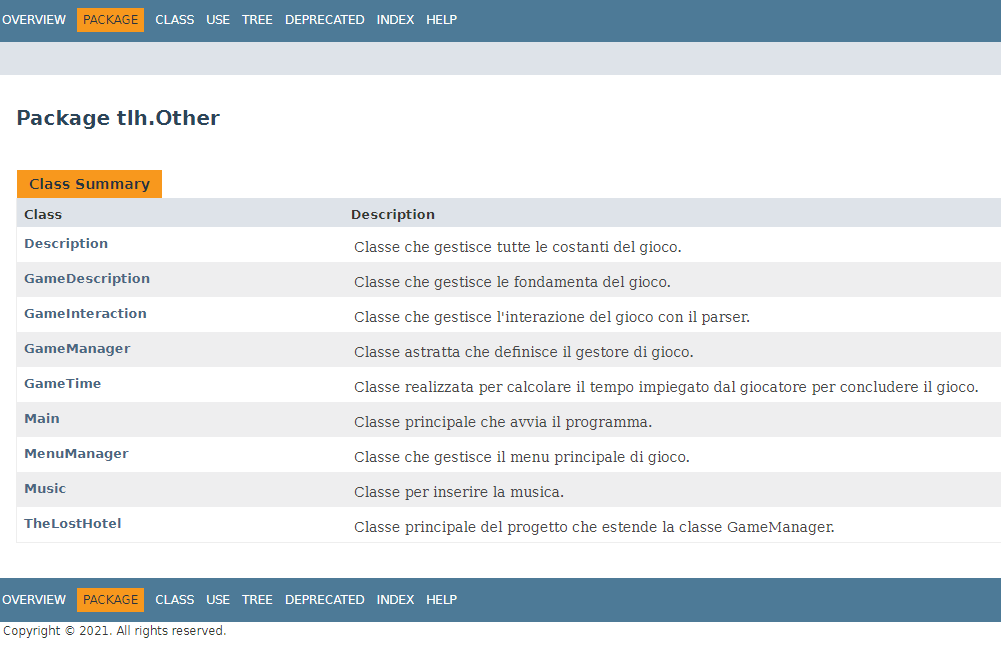 OVERVIEW PACKAGE CLASS USE TREE DEPRECATED INDEX HELP
Package tlh.Other
Class Summary
Class Description
Description Classe che gestisce tutte le costanti del gioco.
GameDescription Classe che gestisce le fondamenta del gioco.
GameInteraction Classe che gestisce l'interazione del gioco con il parser.
GameManager Classe astratta che definisce il gestore di gioco.
GameTime Classe realizzata per calcolare il tempo impiegato dal giocatore per concludere il gioco.
Main Classe principale che avvia il programma.
MenuManager Classe che gestisce il menu principale di gioco.
Music Classe per inserire la musica.
TheLostHotel Classe principale del progetto che estende la classe GameManager.
OVERVIEW PACKAGE CLASS USE TREE DEPRECATED INDEX HELP
Copyright © 2021. All rights reserved.